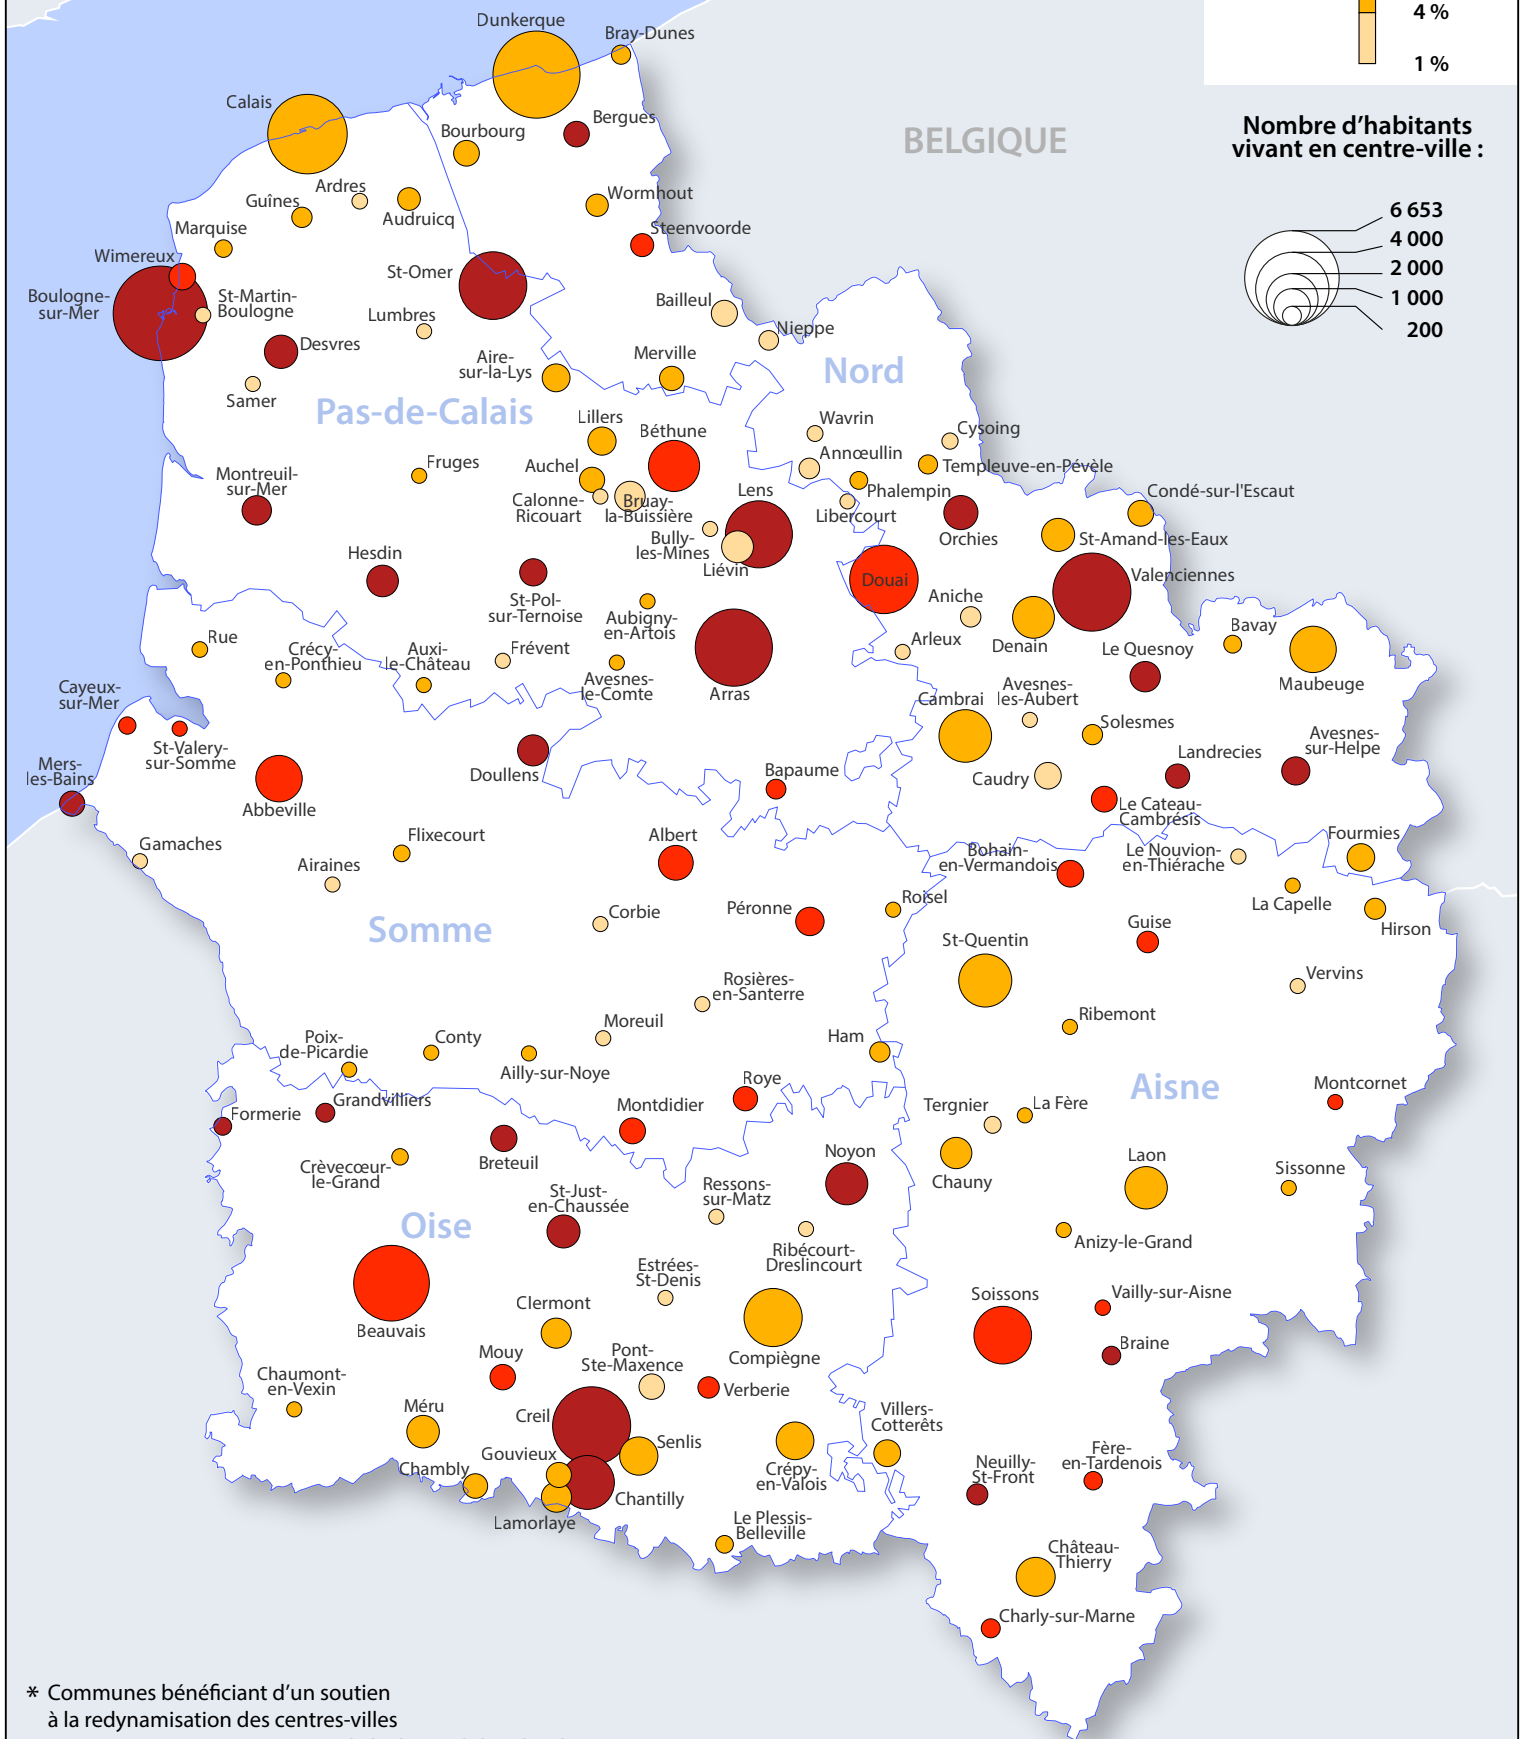 4 %
1 %
Nombre d’habitants
vivant en centre-ville :
6 653
4 000
2 000
1 000
200
BELGIQUE
Dunkerque
Bray-Dunes
Calais
Bergues
Bourbourg
Ardres
Guînes
Audruicq
Wormhout
Marquise
Steenvoorde
Wimereux
St-Omer
Boulogne-
sur-Mer
St-Martin-
Boulogne
Bailleul
Lumbres
Nieppe
Desvres
Aire-
sur-la-Lys
Merville
Nord
Samer
Pas-de-Calais
Lillers
Béthune
Wavrin
Cysoing
Annœullin
Fruges
Auchel
Templeuve-en-Pévèle
Montreuil-
sur-Mer
Calonne-
Ricouart
Bruay-
la-Buissière
Lens
Phalempin
Libercourt
Condé-sur-l'Escaut
Orchies
St-Amand-les-Eaux
Bully-
les-Mines
Liévin
Hesdin
Douai
Valenciennes
St-Pol-
sur-Ternoise
Aniche
Aubigny-
en-Artois
Denain
Bavay
Rue
Crécy-
en-Ponthieu
Auxi-
le-Château
Frévent
Arleux
Le Quesnoy
Maubeuge
Avesnes-
le-Comte
Arras
Cayeux-
sur-Mer
Cambrai
Avesnes-
les-Aubert
Solesmes
St-Valery-
sur-Somme
Landrecies
Avesnes-
sur-Helpe
Mers-
les-Bains
Doullens
Bapaume
Caudry
Abbeville
Le Cateau-
Cambrésis
Gamaches
Flixecourt
Albert
Fourmies
Bohain-
en-Vermandois
Le Nouvion-
en-Thiérache
Airaines
La Capelle
Corbie
Péronne
Roisel
Somme
Guise
Hirson
St-Quentin
Vervins
Rosières-
en-Santerre
Ribemont
Moreuil
Poix-
de-Picardie
Conty
Ham
Ailly-sur-Noye
Aisne
Roye
Montcornet
Formerie
Grandvilliers
Montdidier
Tergnier
La Fère
Breteuil
Noyon
Crèvecœur-
le-Grand
Chauny
Laon
Sissonne
St-Just-
en-Chaussée
Ressons-
sur-Matz
Oise
Anizy-le-Grand
Ribécourt-
Dreslincourt
Estrées-
St-Denis
Beauvais
Clermont
Soissons
Vailly-sur-Aisne
Mouy
Pont-
Ste-Maxence
Compiègne
Braine
Chaumont-
en-Vexin
Verberie
Méru
Creil
Villers-
Cotterêts
Gouvieux
Senlis
Chambly
Crépy-
en-Valois
Neuilly-
St-Front
Fère-
en-Tardenois
Chantilly
Lamorlaye
Le Plessis-
Belleville
Château-
Thierry
Charly-sur-Marne
* Communes bénéficiant d’un soutien
à la redynamisation des centres-villes